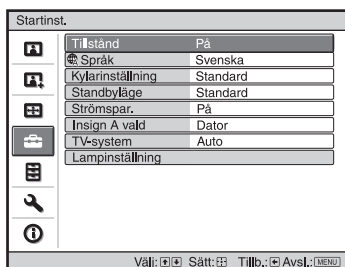 Startinst.
Tillstånd På
Språk Svenska
Kylarinställning Standard
Standbyläge Standard
Strömspar. På
Insign A vald Dator
TV-system Auto
Lampinställning
Välj: Sätt: Tillb.: Avsl.: MENU